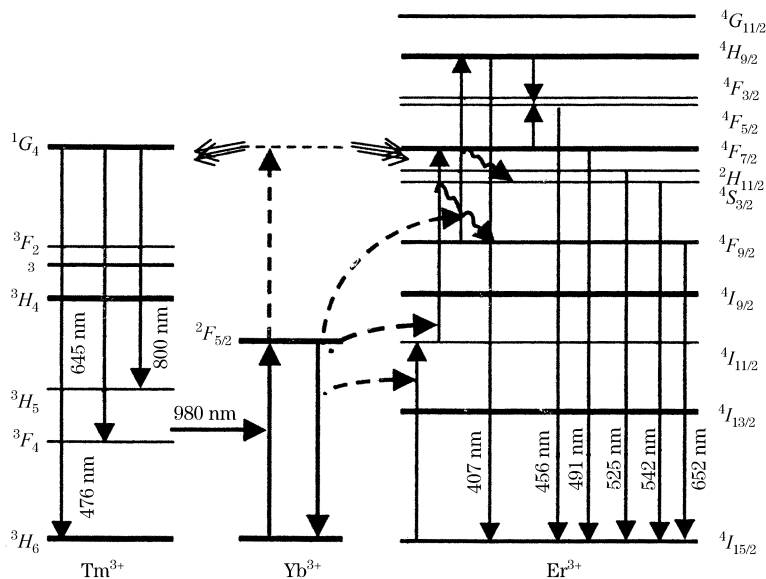 ⁴G₁₁/₂
⁴H₉/₂
⁴F₃/₂
⁴F₅/₂
⁴F₇/₂
²H₁₁/₂
⁴S₃/₂
⁴F₉/₂
⁴I₉/₂
⁴I₁₁/₂
⁴I₁₃/₂
⁴I₁₅/₂
¹G₄
³F₂
3
³H₄
³H₅
³F₄
³H₆
645 nm
800 nm
476 nm
²F₅/₂
980 nm
407 nm
456 nm
491 nm
525 nm
542 nm
652 nm
Tm³⁺
Yb³⁺
Er³⁺